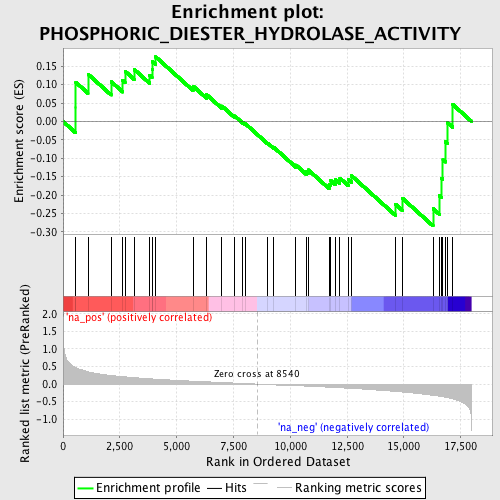 Enrichment plot:
PHOSPHORIC_DIESTER_HYDROLASE_ACTIVITY
Enrichment score (ES)
0.15
0.10
0.05
0.00
-0.05
-0.10
-0.15
-0.20
-0.25
-0.30
'na_pos' (positively correlated)
Ranked list metric (PreRanked)
2.0
1.5
1.0
0.5
0.0
-0.5
-1.0
Zero cross at 8540
'na_neg' (negatively correlated)
0
2,500
5,000
7,500
10,000
12,500
15,000
17,500
Rank in Ordered Dataset
Enrichment profile
Hits
Ranking metric scores